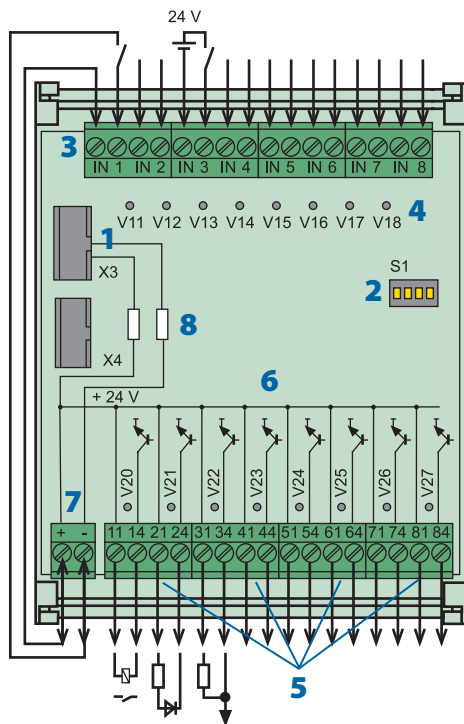 24 V
3
IN 1 IN 2 IN 3 IN 4 IN 5 IN 6 IN 7 IN 8
V11 V12 V13 V14 V15 V16 V17 V18
4
1
X3
S1
2
8
X4
+ 24 V
6
V20 V21 V22 V23 V24 V25 V26 V27
7
+ -
11 14 21 24 31 34 41 44 51 54 61 64 71 74 81 84
5